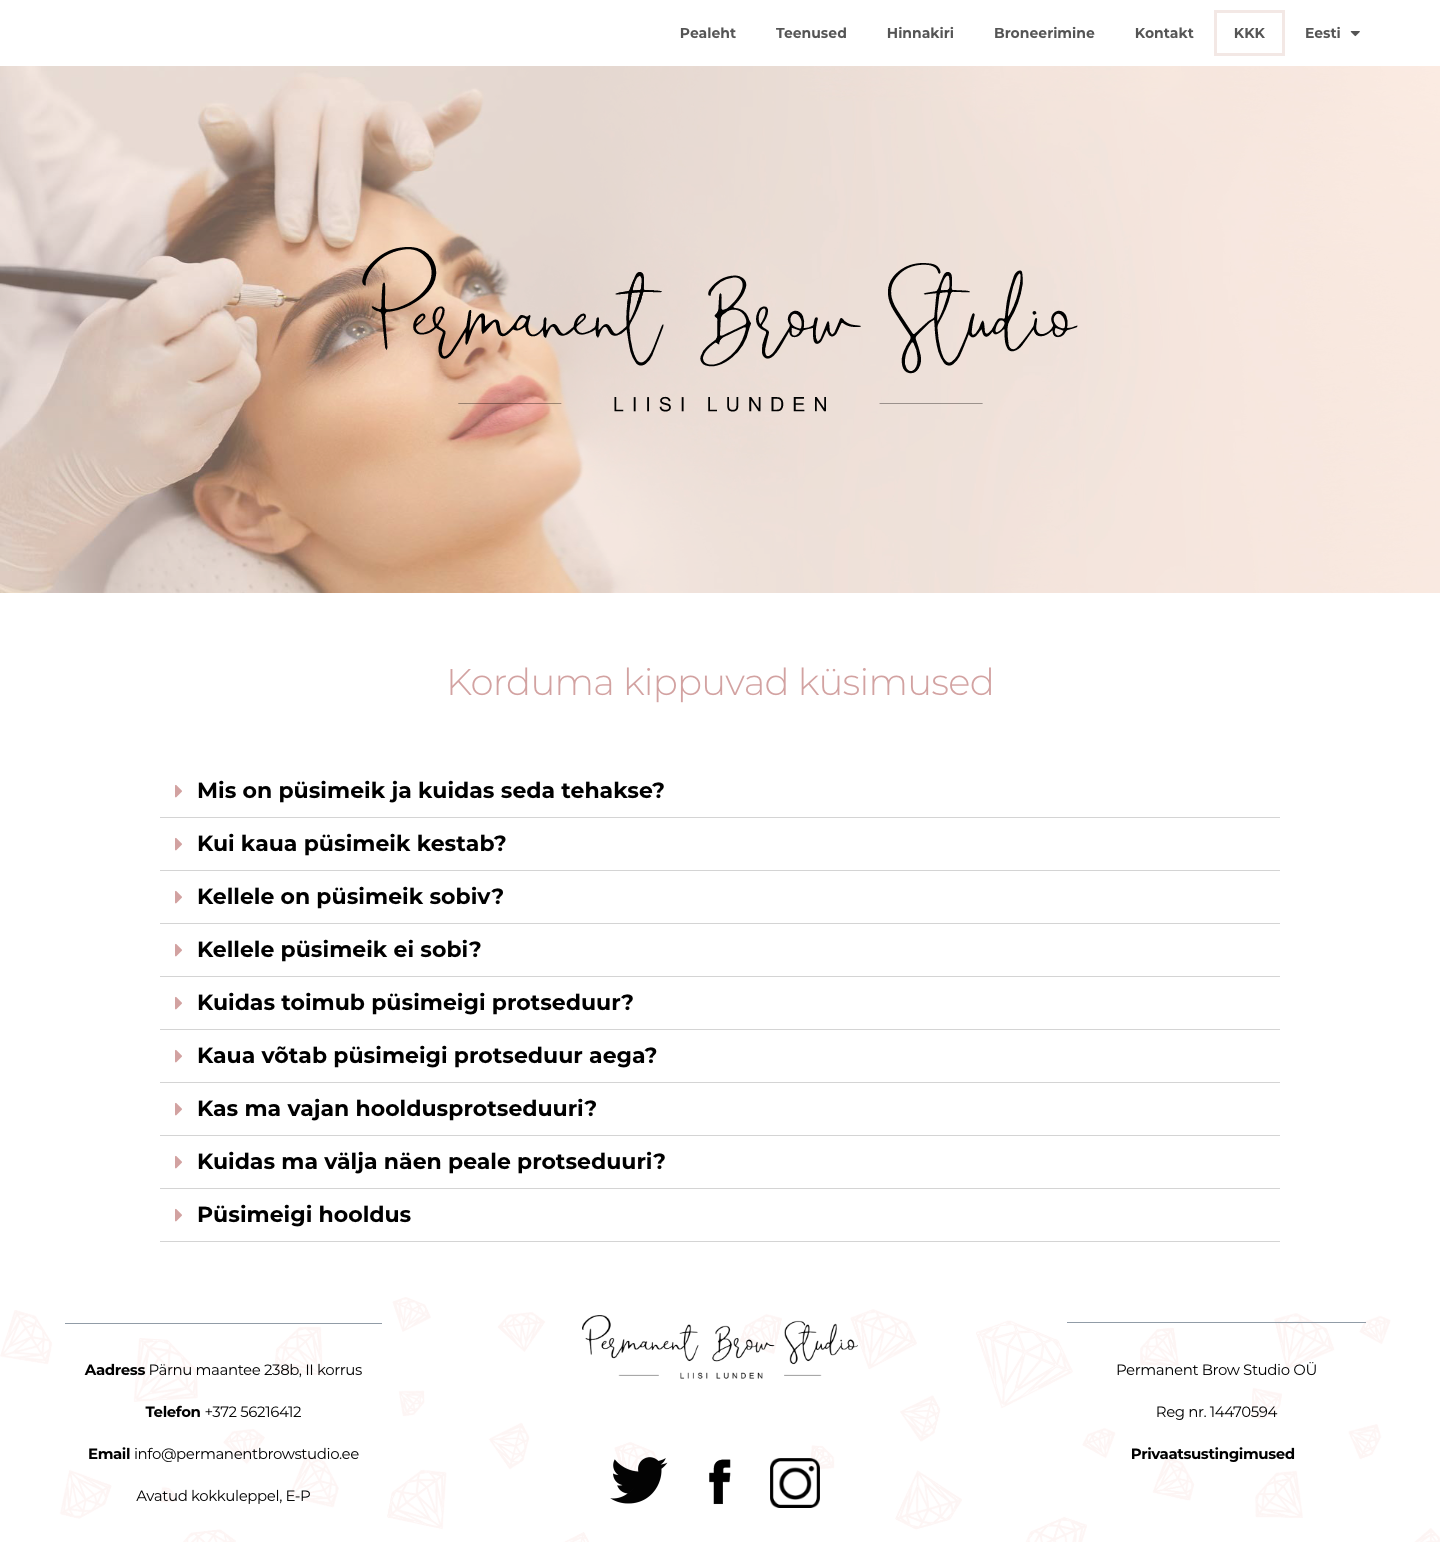 Pealeht Teenused Hinnakiri Broneerimine Kontakt KKK Eesti
Permanent Brow Studio
LIISI LUNDEN
Korduma kippuvad küsimused
Mis on püsimeik ja kuidas seda tehakse?
Kui kaua püsimeik kestab?
Kellele on püsimeik sobiv?
Kellele püsimeik ei sobi?
Kuidas toimub püsimeigi protseduur?
Kaua võtab püsimeigi protseduur aega?
Kas ma vajan hooldusprotseduuri?
Kuidas ma välja näen peale protseduuri?
Püsimeigi hooldus
Aadress Pärnu maantee 238b, II korrus
Telefon +372 56216412
Email info@permanentbrowstudio.ee
Avatud kokkuleppel, E-P
Permanent Brow Studio
LIISI LUNDEN
Permanent Brow Studio OÜ
Reg nr. 14470594
Privaatsustingimused